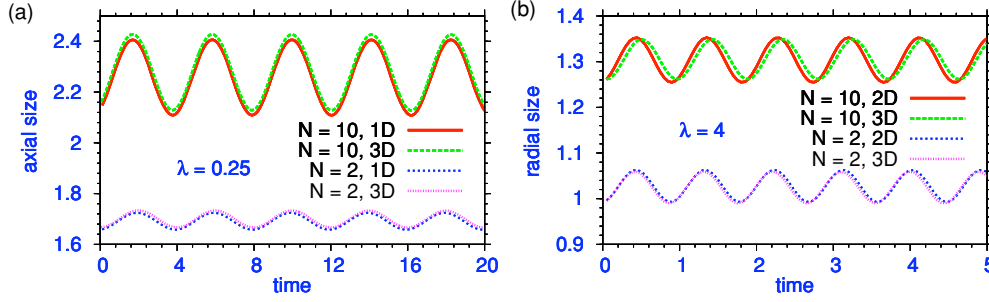 (a)
2.4
2.2
2
1.8
1.6
axial size
N = 10, 1D
N = 10, 3D
N = 2, 1D
N = 2, 3D
λ = 0.25
0 4 8 12 16 20
time
(b)
1.4
1.3
1.2
1.1
1
0.9
radial size
N = 10, 2D
N = 10, 3D
N = 2, 2D
N = 2, 3D
λ = 4
0 1 2 3 4 5
time